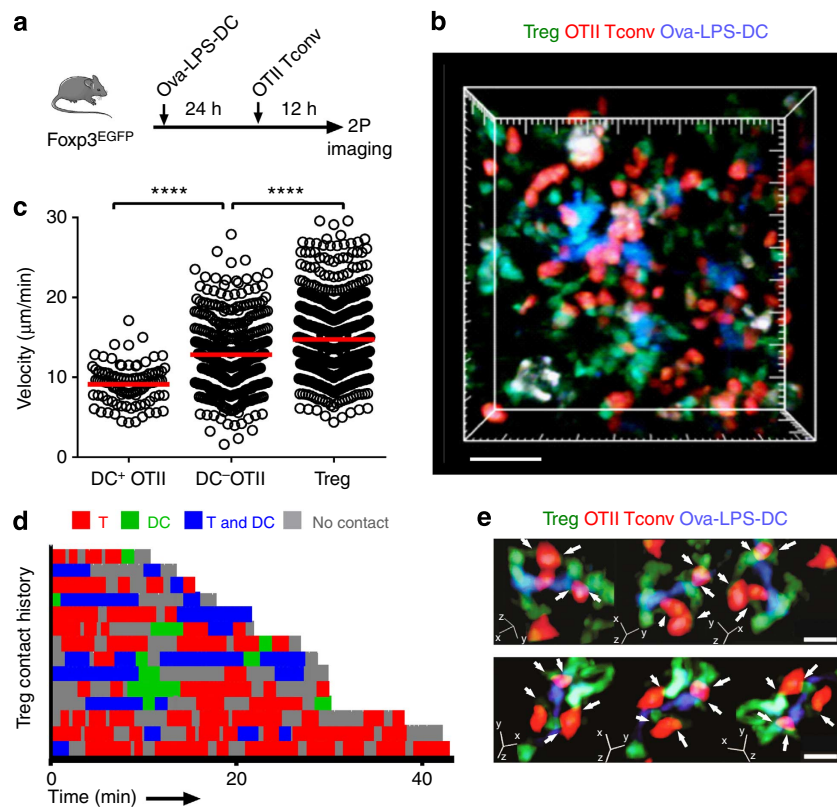 a
Ova-LPS-DC
OTII Tconv
24 h
12 h
Foxp3EGFP
2P
imaging
b
Treg OTII Tconv Ova-LPS-DC
c
****
****
Velocity (µm/min)
30
20
10
0
DC+ OTII
DC–OTII
Treg
d
T
DC
T and DC
No contact
Treg contact history
0
20
40
Time (min)
e
Treg OTII Tconv Ova-LPS-DC
z
x
y
z
y
x
z
x
y
y
x
z
y
x
z
y
x
z